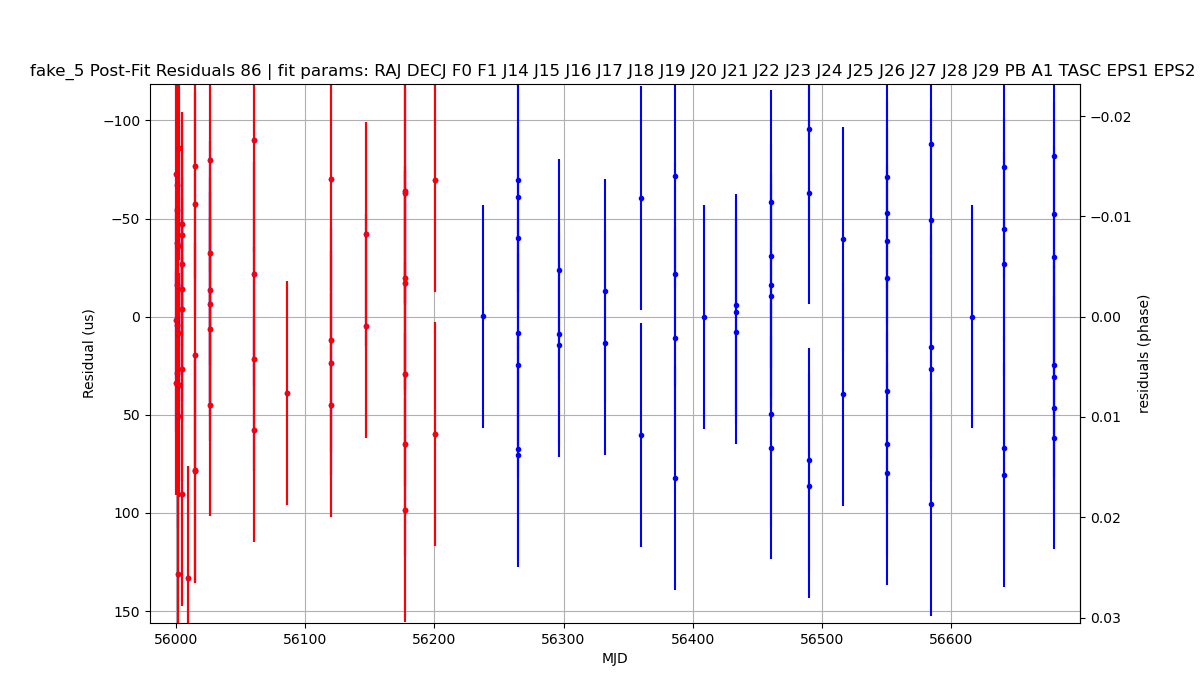 fake_5 Post-Fit Residuals 86 | fit params: RAJ DECJ F0 F1 J14 J15 J16 J17 J18 J19 J20 J21 J22 J23 J24 J25 J26 J27 J28 J29 PB A1 TASC EPS1 EPS2
−100
−50
0
50
100
150
Residual (us)
−0.02
−0.01
0.00
0.01
0.02
0.03
residuals (phase)
56000 56100 56200 56300 56400 56500 56600
MJD